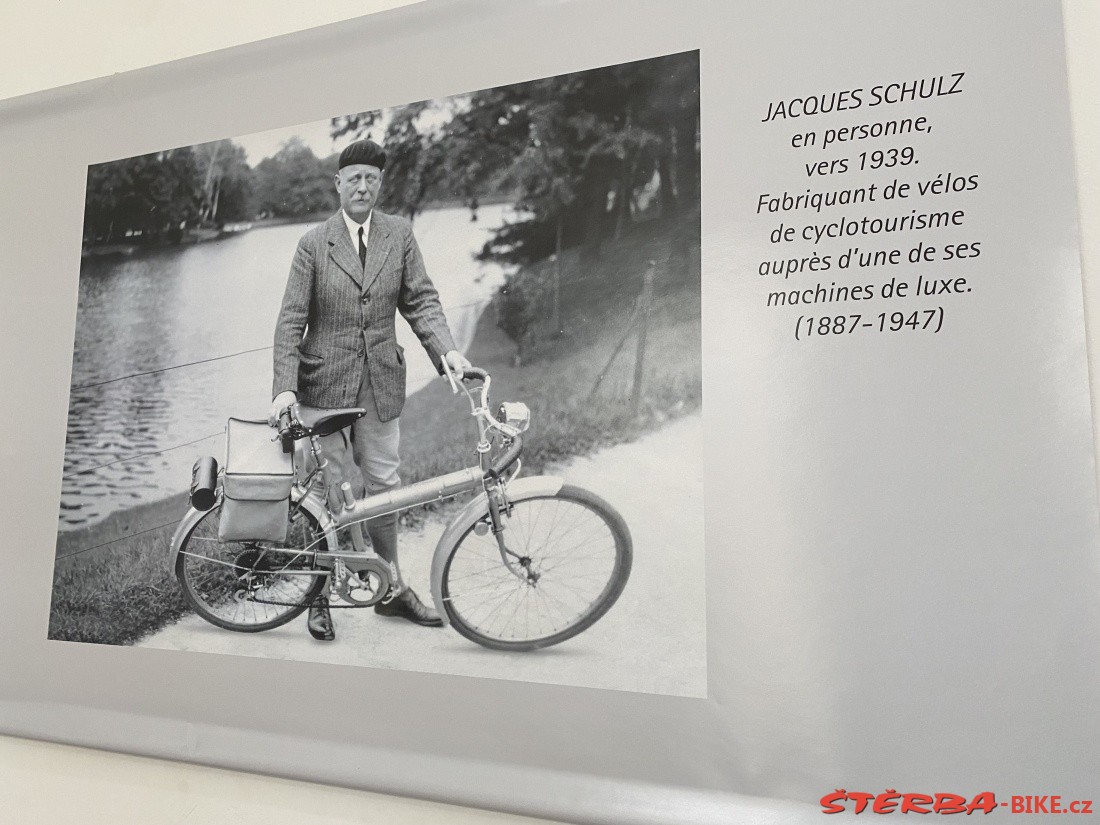 JACQUES SCHULZ
en personne,
vers 1939.
Fabriquant de vélos
de cyclotourisme
auprès d'une de ses
machines de luxe.
(1887-1947)
ŠTĚRBA-BIKE.cz